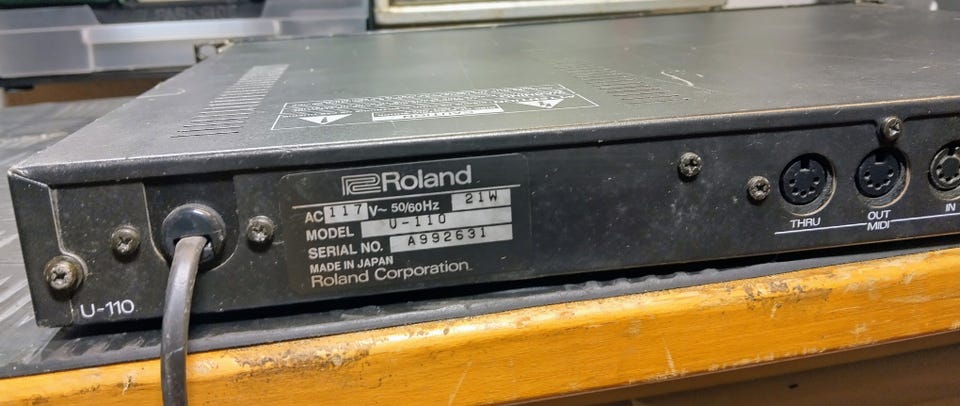 CAUTION
Roland
AC 117 V~ 50/60Hz 21W
MODEL U-110
SERIAL NO. A992631
MADE IN JAPAN
Roland Corporation
U-110
THRU OUT IN
MIDI